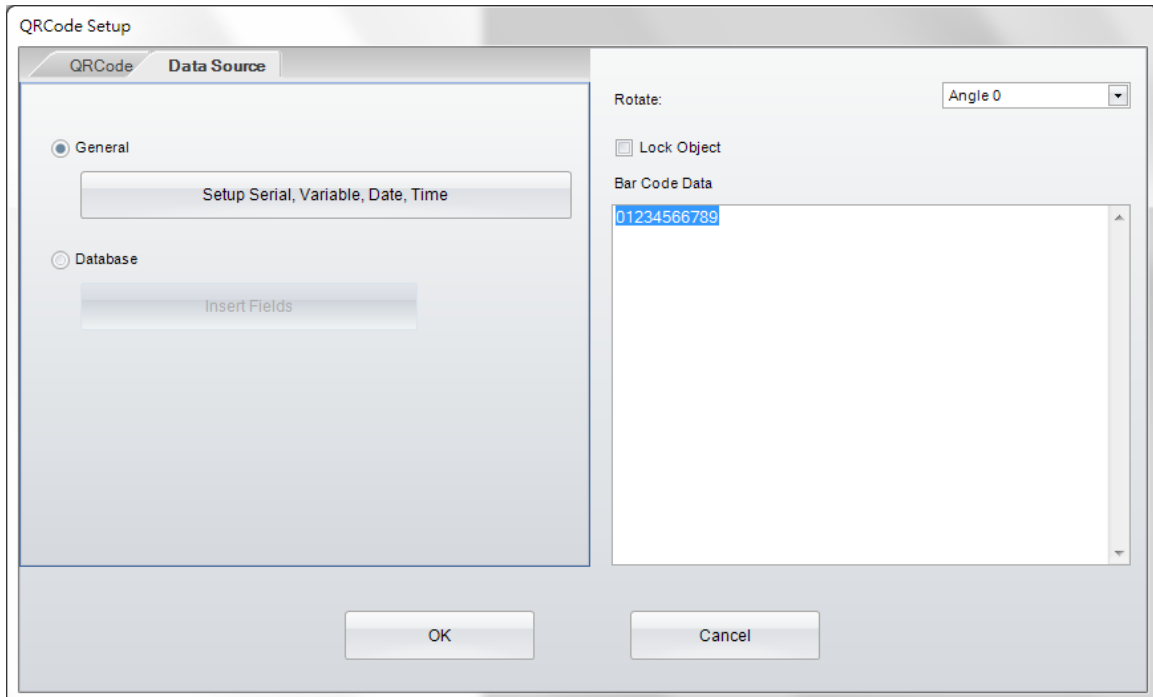 QRCode Setup
QRCode Data Source
General
Setup Serial, Variable, Date, Time
Database
Insert Fields
Rotate: Angle 0
Lock Object
Bar Code Data
01234566789
OK Cancel